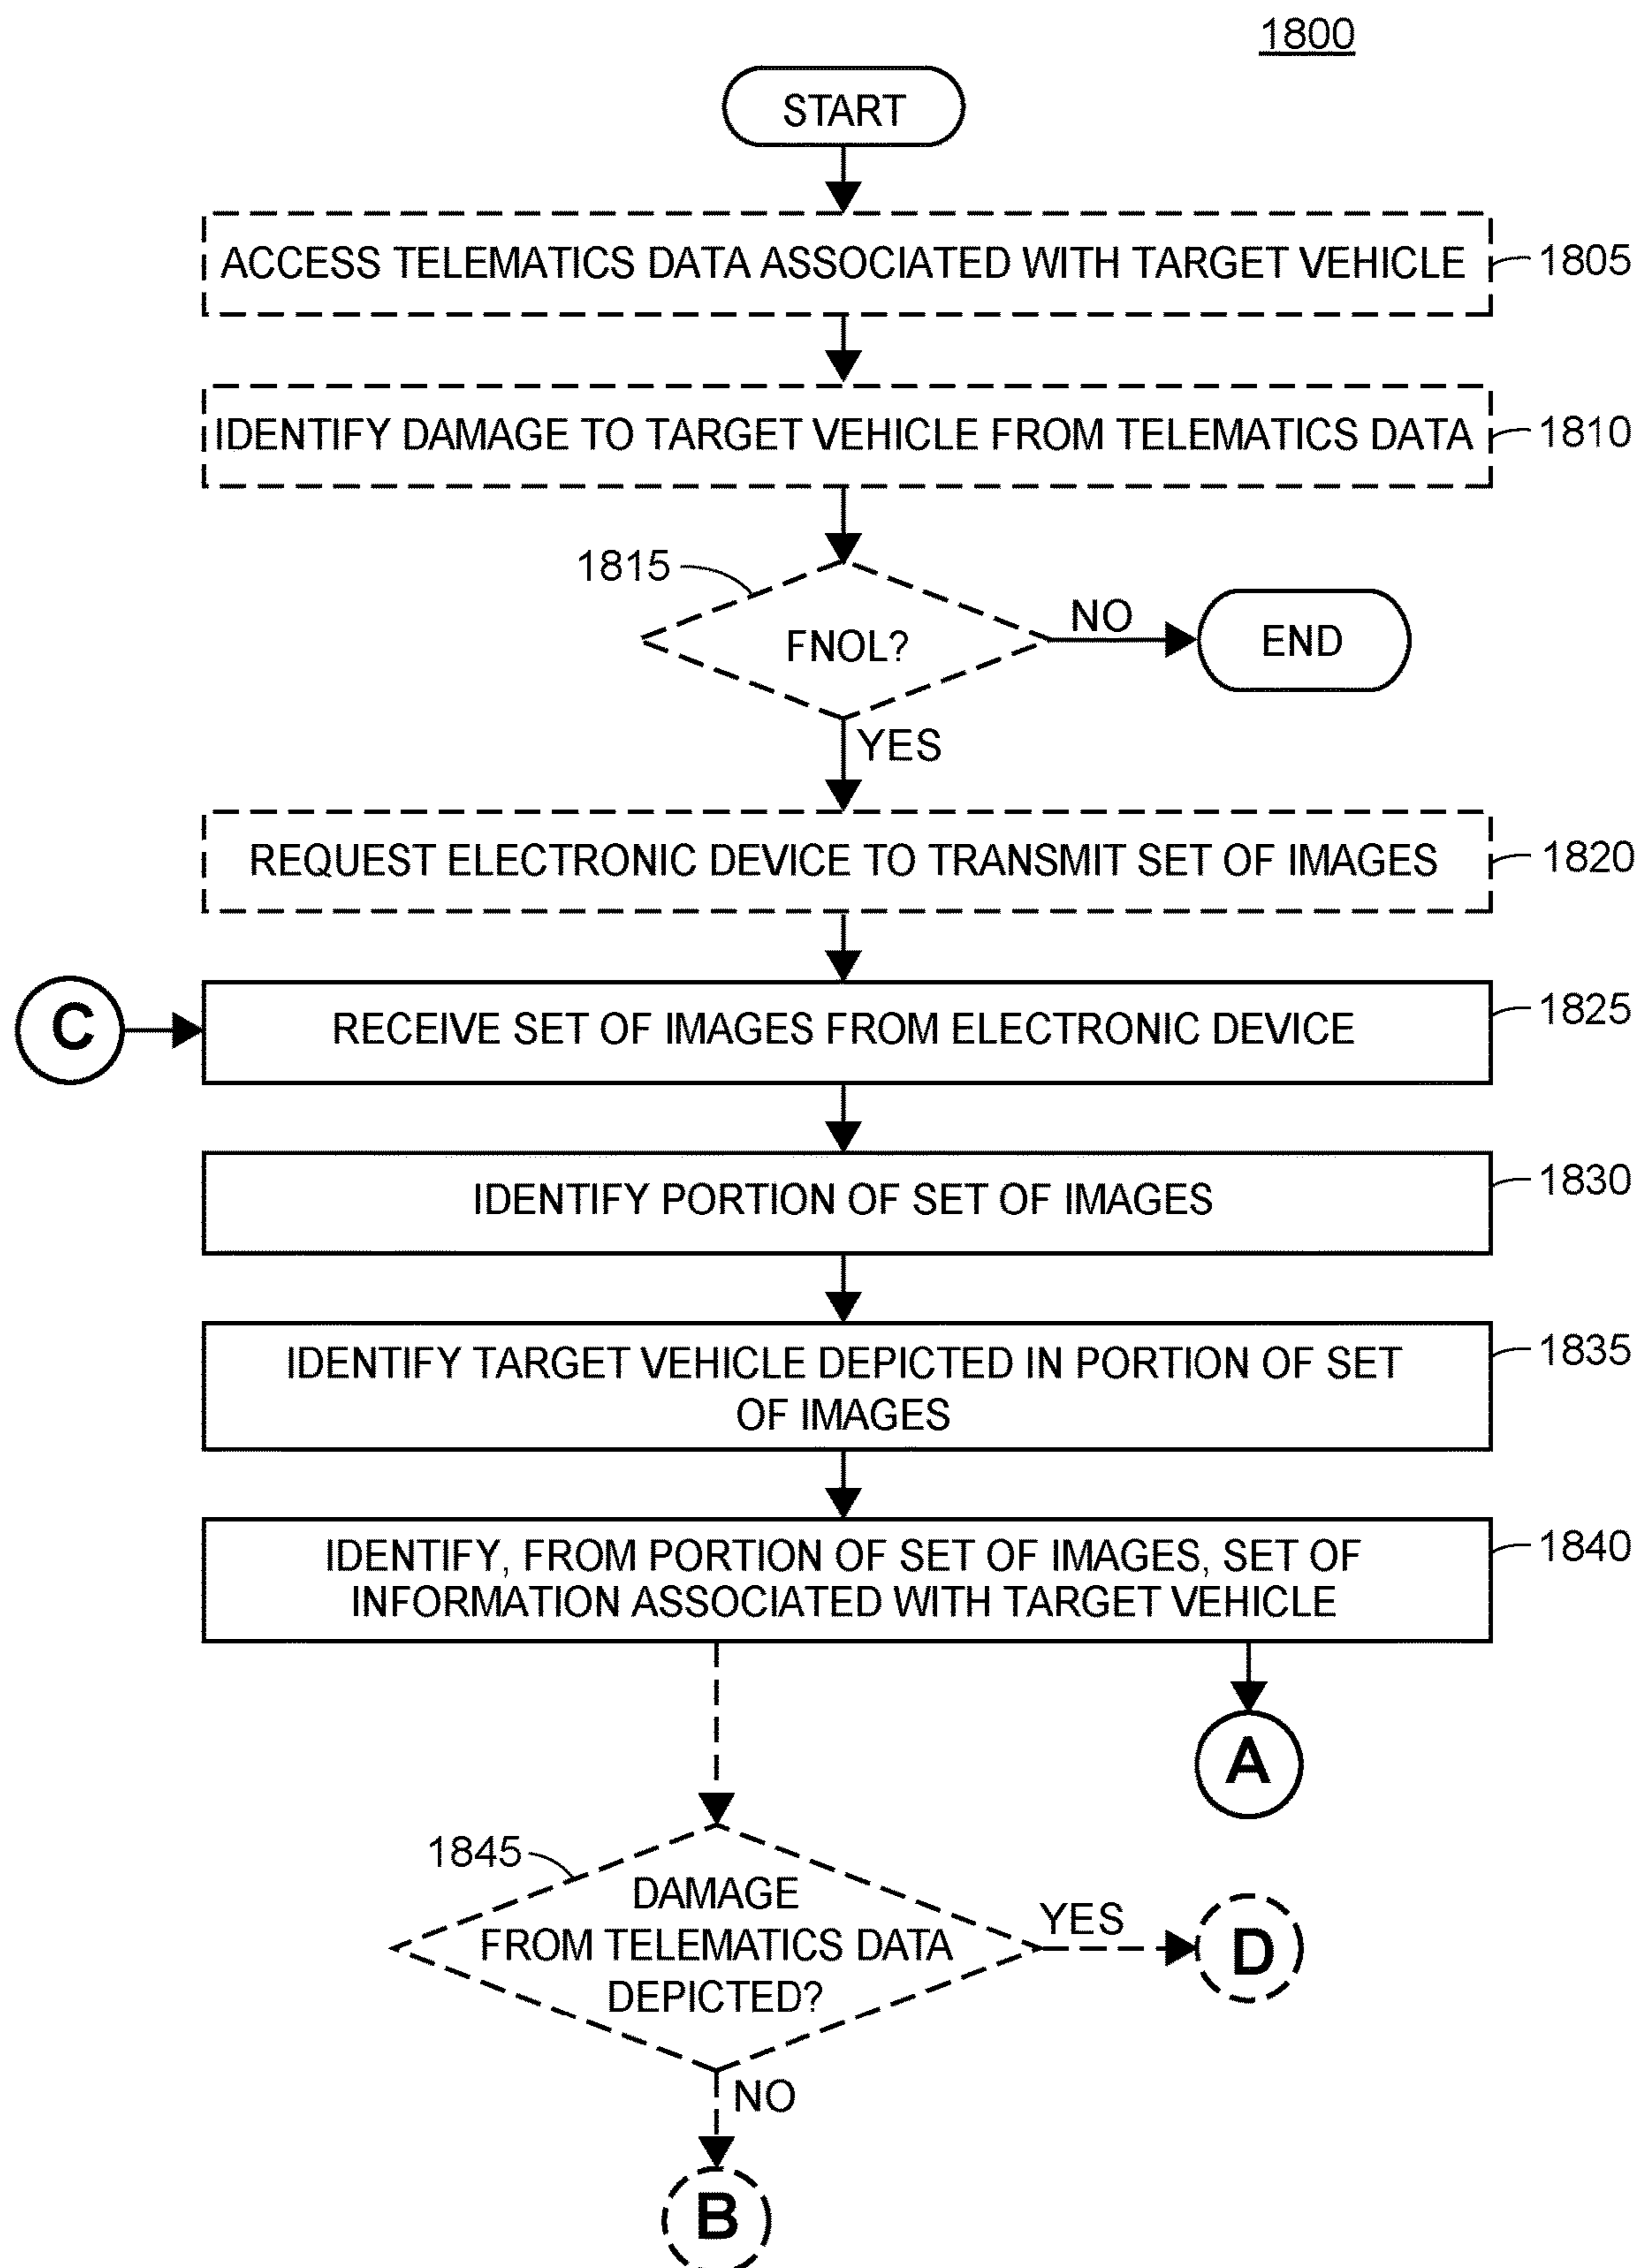 1800
START
ACCESS TELEMATICS DATA ASSOCIATED WITH TARGET VEHICLE
1805
IDENTIFY DAMAGE TO TARGET VEHICLE FROM TELEMATICS DATA
1810
1815
FNOL?
NO
END
YES
REQUEST ELECTRONIC DEVICE TO TRANSMIT SET OF IMAGES
1820
C
RECEIVE SET OF IMAGES FROM ELECTRONIC DEVICE
1825
IDENTIFY PORTION OF SET OF IMAGES
1830
IDENTIFY TARGET VEHICLE DEPICTED IN PORTION OF SET
OF IMAGES
1835
IDENTIFY, FROM PORTION OF SET OF IMAGES, SET OF
INFORMATION ASSOCIATED WITH TARGET VEHICLE
1840
A
1845
DAMAGE
FROM TELEMATICS DATA
DEPICTED?
YES
D
NO
B